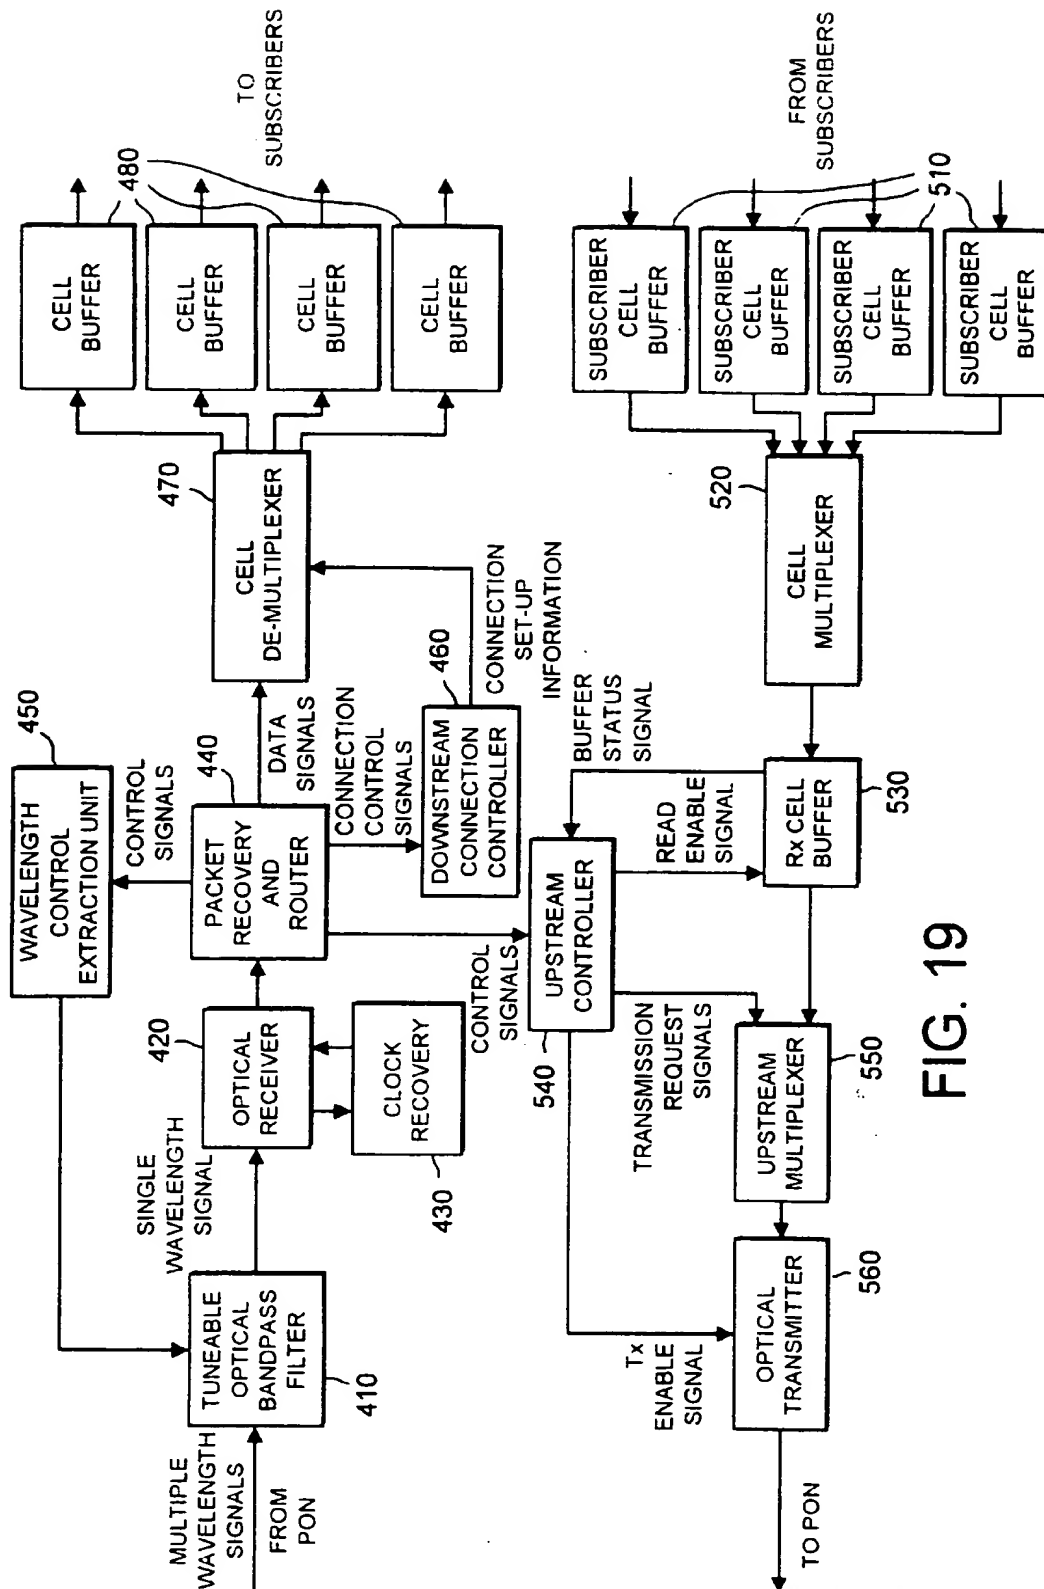 MULTIPLE
WAVELENGTH
SIGNALS
FROM
PON
TUNEABLE
OPTICAL
BANDPASS
FILTER
410
SINGLE
WAVELENGTH
SIGNAL
OPTICAL
RECEIVER
420
CLOCK
RECOVERY
430
WAVELENGTH
CONTROL
EXTRACTION UNIT
450
CONTROL
SIGNALS
PACKET
RECOVERY
AND
ROUTER
440
DATA
SIGNALS
CONNECTION
CONTROL
SIGNALS
DOWNSTREAM
CONNECTION
CONTROLLER
460
CONNECTION
SET-UP
INFORMATION
CELL
DE-MULTIPLEXER
470
CELL
BUFFER
CELL
BUFFER
CELL
BUFFER
CELL
BUFFER
480
TO
SUBSCRIBERS
CONTROL
SIGNALS
UPSTREAM
CONTROLLER
540
BUFFER
STATUS
SIGNAL
READ
ENABLE
SIGNAL
TRANSMISSION
REQUEST
SIGNALS
Tx
ENABLE
SIGNAL
TO PON
OPTICAL
TRANSMITTER
560
UPSTREAM
MULTIPLEXER
550
Rx CELL
BUFFER
530
CELL
MULTIPLEXER
520
SUBSCRIBER
CELL
BUFFER
SUBSCRIBER
CELL
BUFFER
SUBSCRIBER
CELL
BUFFER
SUBSCRIBER
CELL
BUFFER
510
FROM
SUBSCRIBERS
FIG. 19